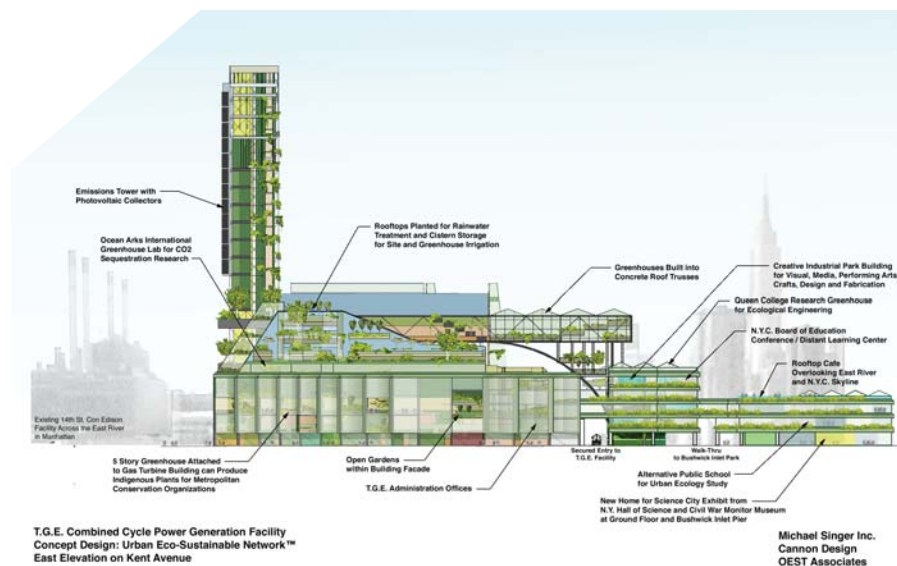 Emissions Tower with
Photovoltaic Collectors
Ocean Arks International
Greenhouse Lab for CO2
Sequestration Research
Rooftops Planted for Rainwater
Treatment and Cistern Storage
for Site and Greenhouse Irrigation
Greenhouses Built into
Concrete Roof Trusses
Creative Industrial Park Building
for Visual, Media, Performing Arts
Crafts, Design and Fabrication
Queen College Research Greenhouse
for Ecological Engineering
N.Y.C. Board of Education
Conference / Distant Learning Center
Rooftop Cafe
Overlooking East River
and N.Y.C. Skyline
Existing 14th St. Con Edison
Facility Across the East River
in Manhattan
5 Story Greenhouse Attached
to Gas Turbine Building can Produce
Indigenous Plants for Metropolitan
Conservation Organizations
Open Gardens
within Building Facade
T.G.E. Administration Offices
Secured Entry to
T.G.E. Facility
Walk-Thru
to Bushwick Inlet Park
Alternative Public School
for Urban Ecology Study
New Home for Science City Exhibit from
N.Y. Hall of Science and Civil War Monitor Museum
at Ground Floor and Bushwick Inlet Pier
T.G.E. Combined Cycle Power Generation Facility
Concept Design: Urban Eco-Sustainable Network™
East Elevation on Kent Avenue
Michael Singer Inc.
Cannon Design
OEST Associates